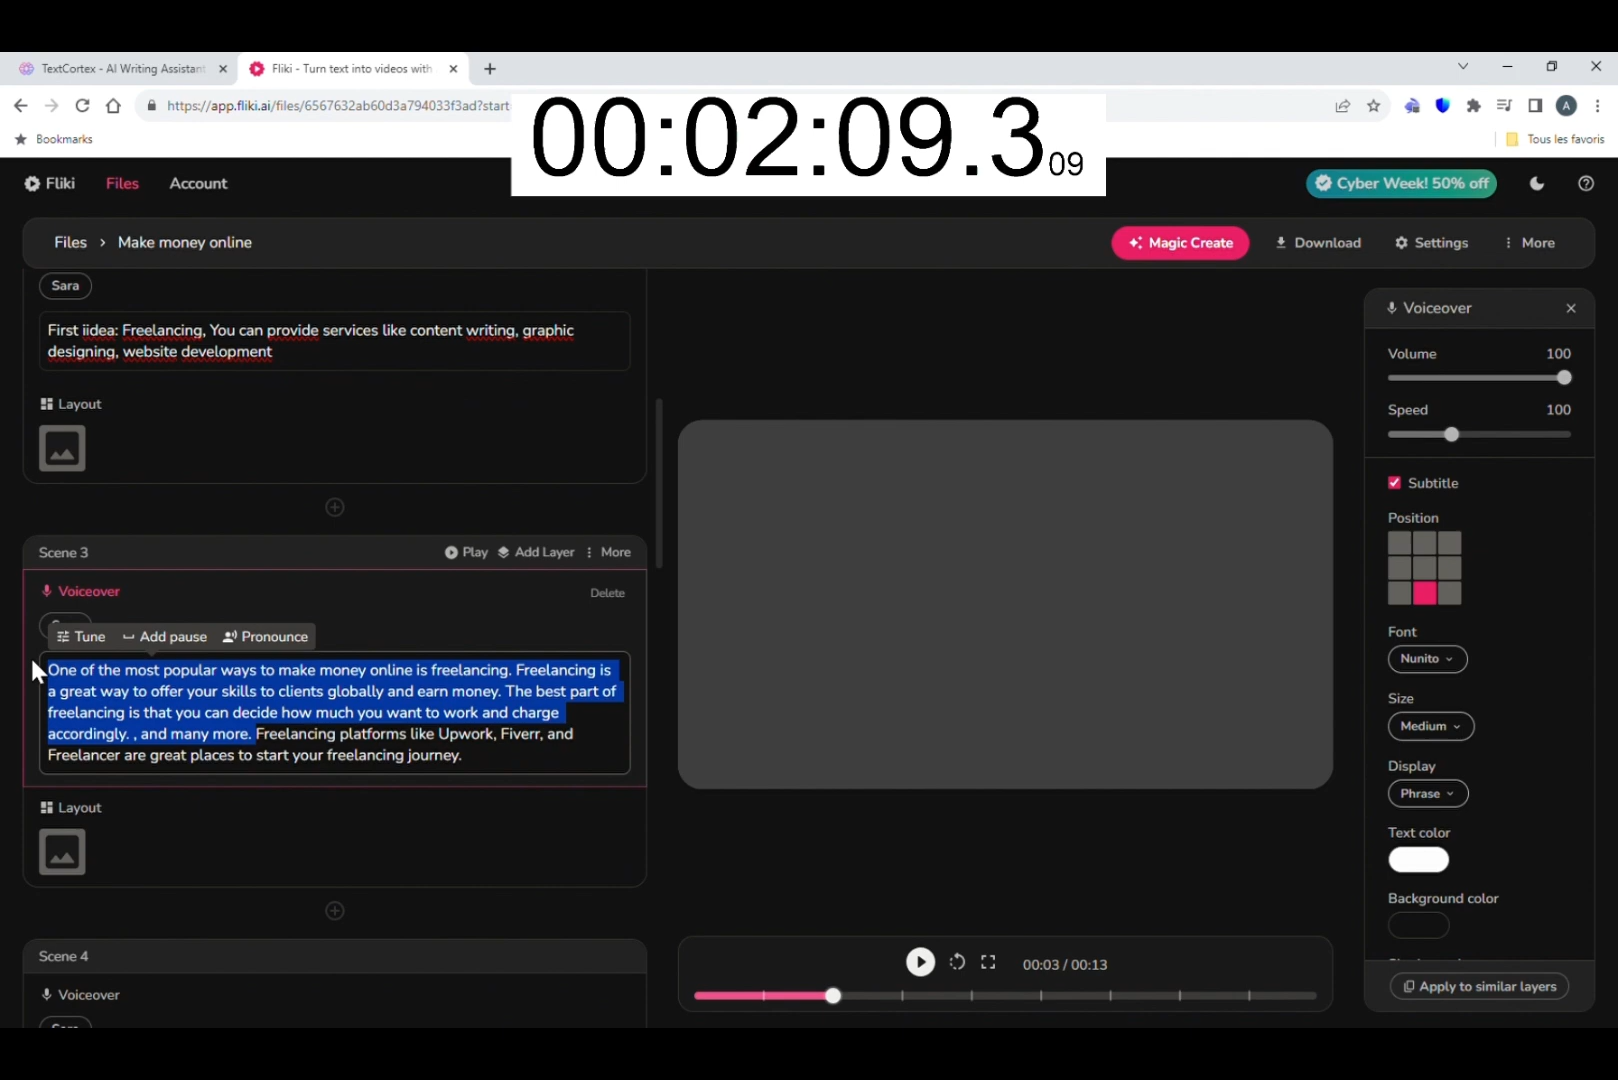 TextCortex - AI Writing Assistant
Fliki - Turn text into videos with
https://app.fliki.ai/files/6567632ab60d3a794033f3ad?start
00:02:09.309
A
Bookmarks
Tous les favoris
Fliki
Files
Account
Cyber Week! 50% off
Files > Make money online
Magic Create
Download
Settings
More
Sara
First iidea: Freelancing, You can provide services like content writing, graphic
designing, website development
Layout
Scene 3
Play
Add Layer
More
Voiceover
Delete
Tune
Add pause
Pronounce
One of the most popular ways to make money online is freelancing. Freelancing is
a great way to offer your skills to clients globally and earn money. The best part of
freelancing is that you can decide how much you want to work and charge
accordingly. , and many more. Freelancing platforms like Upwork, Fiverr, and
Freelancer are great places to start your freelancing journey.
Layout
Scene 4
Voiceover
00:03 / 00:13
Voiceover
Volume 100
Speed 100
Subtitle
Position
Font
Nunito
Size
Medium
Display
Phrase
Text color
Background color
Apply to similar layers